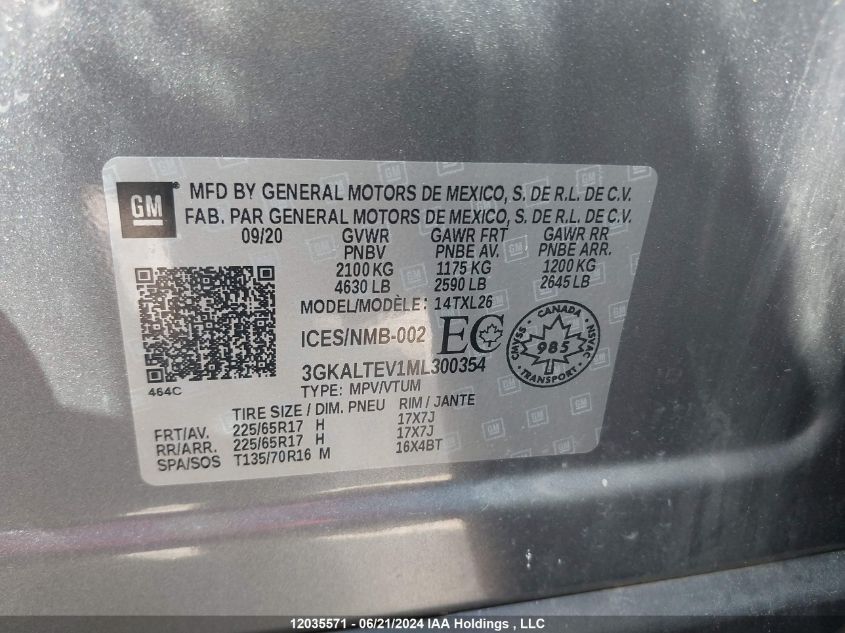 GM
MFD BY GENERAL MOTORS DE MEXICO, S. DE R.L. DE C.V.
FAB. PAR GENERAL MOTORS DE MEXICO, S. DE R.L. DE C.V.
09/20 GVWR GAWR FRT GAWR RR
PNBV PNBE AV. PNBE ARR.
2100 KG 1175 KG 1200 KG
4630 LB 2590 LB 2645 LB
MODEL/MODÈLE: 14TXL26
ICES/NMB-002 EC
CANADA
SSVAC NSVAC
985
TRANSPORT
3GKALTEV1ML300354
464C
TYPE: MPV/VTUM
TIRE SIZE / DIM. PNEU RIM / JANTE
FRT/AV. 225/65R17 H 17X7J
RR/ARR. 225/65R17 H 17X7J
SPA/SOS T135/70R16 M 16X4BT
12035571 - 06/21/2024 IAA Holdings , LLC